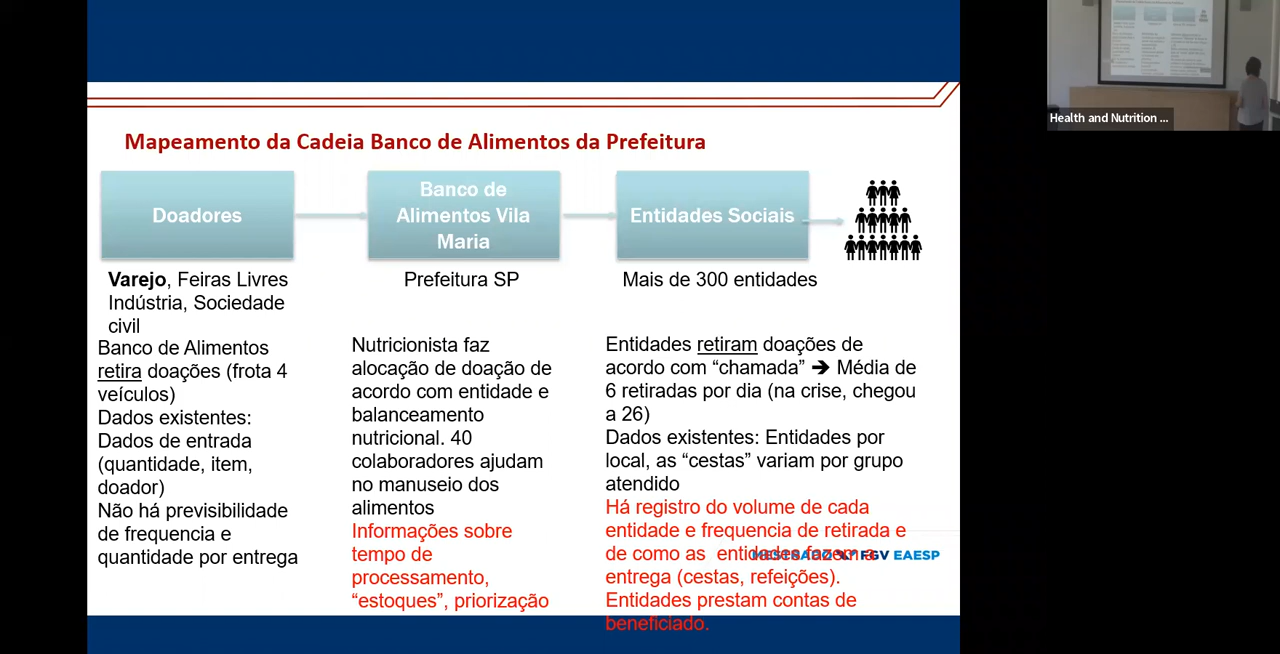 Health and Nutrition ...
Mapeamento da Cadeia Banco de Alimentos da Prefeitura
Doadores
Banco de
Alimentos Vila
Maria
Entidades Sociais
Varejo, Feiras Livres
Indústria, Sociedade
civil
Banco de Alimentos
retira doações (frota 4
veículos)
Dados existentes:
Dados de entrada
(quantidade, item,
doador)
Não há previsibilidade
de frequencia e
quantidade por entrega
Prefeitura SP
Nutricionista faz
alocação de doação de
acordo com entidade e
balanceamento
nutricional. 40
colaboradores ajudam
no manuseio dos
alimentos
Informações sobre
tempo de
processamento,
“estoques”, priorização
Mais de 300 entidades
Entidades retiram doações de
acordo com “chamada” ➔ Média de
6 retiradas por dia (na crise, chegou
a 26)
Dados existentes: Entidades por
local, as “cestas” variam por grupo
atendido
Há registro do volume de cada
entidade e frequencia de retirada e
de como as entidades fazem a
entrega (cestas, refeições).
Entidades prestam contas de
beneficiado.
FGV EAESP